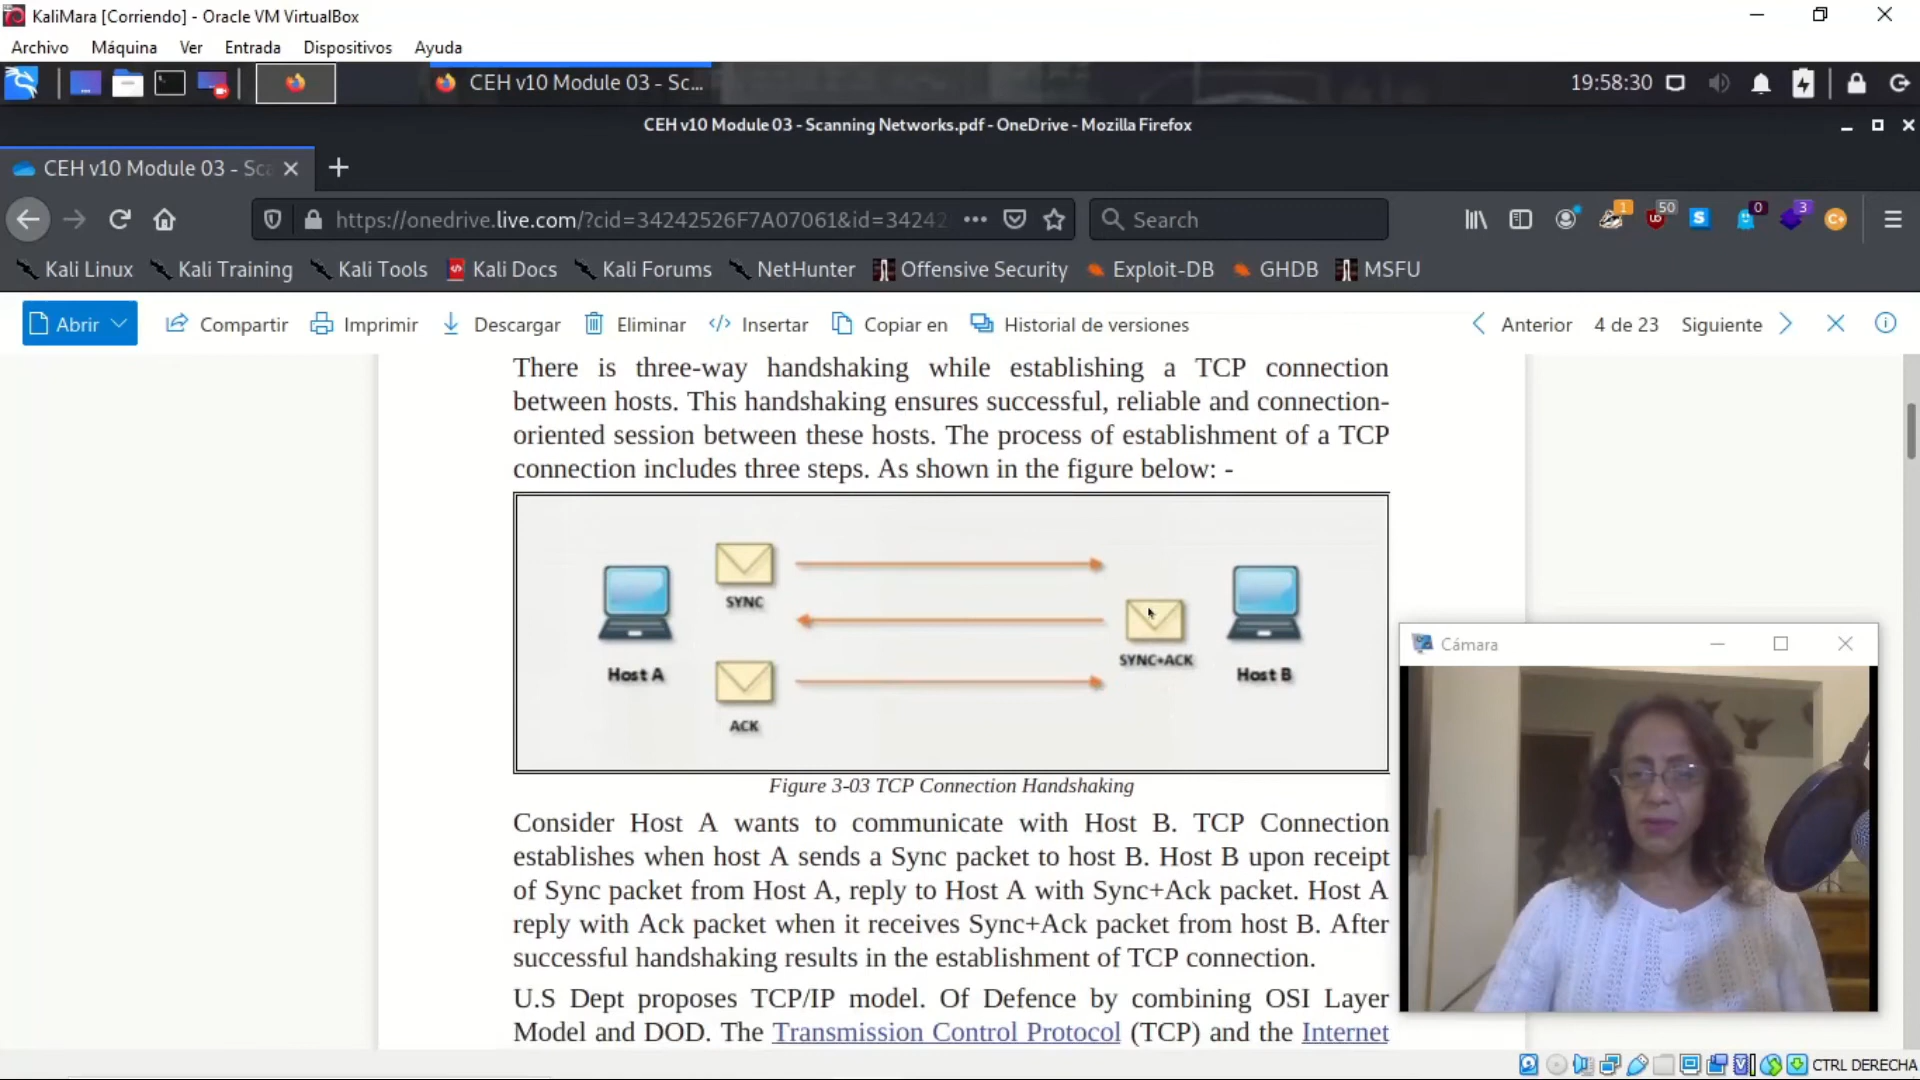 KaliMara [Corriendo] - Oracle VM VirtualBox
Archivo Máquina Ver Entrada Dispositivos Ayuda
CEH v10 Module 03 - Sc... 19:58:30
CEH v10 Module 03 - Scanning Networks.pdf - OneDrive - Mozilla Firefox
CEH v10 Module 03 - Sca
https://onedrive.live.com/?cid=34242526F7A07061&id=34242 Search 1 50 0 3
Kali Linux Kali Training Kali Tools Kali Docs Kali Forums NetHunter Offensive Security Exploit-DB GHDB MSFU
Abrir Compartir Imprimir Descargar Eliminar Insertar Copiar en Historial de versiones Anterior 4 de 23 Siguiente
There is three-way handshaking while establishing a TCP connection
between hosts. This handshaking ensures successful, reliable and connection-
oriented session between these hosts. The process of establishment of a TCP
connection includes three steps. As shown in the figure below: -
SYNC
SYNC+ACK
Host A
Host B
ACK
Figure 3-03 TCP Connection Handshaking
Consider Host A wants to communicate with Host B. TCP Connection
establishes when host A sends a Sync packet to host B. Host B upon receipt
of Sync packet from Host A, reply to Host A with Sync+Ack packet. Host A
reply with Ack packet when it receives Sync+Ack packet from host B. After
successful handshaking results in the establishment of TCP connection.
U.S Dept proposes TCP/IP model. Of Defence by combining OSI Layer
Model and DOD. The Transmission Control Protocol (TCP) and the Internet
Cámara
CTRL DERECHA